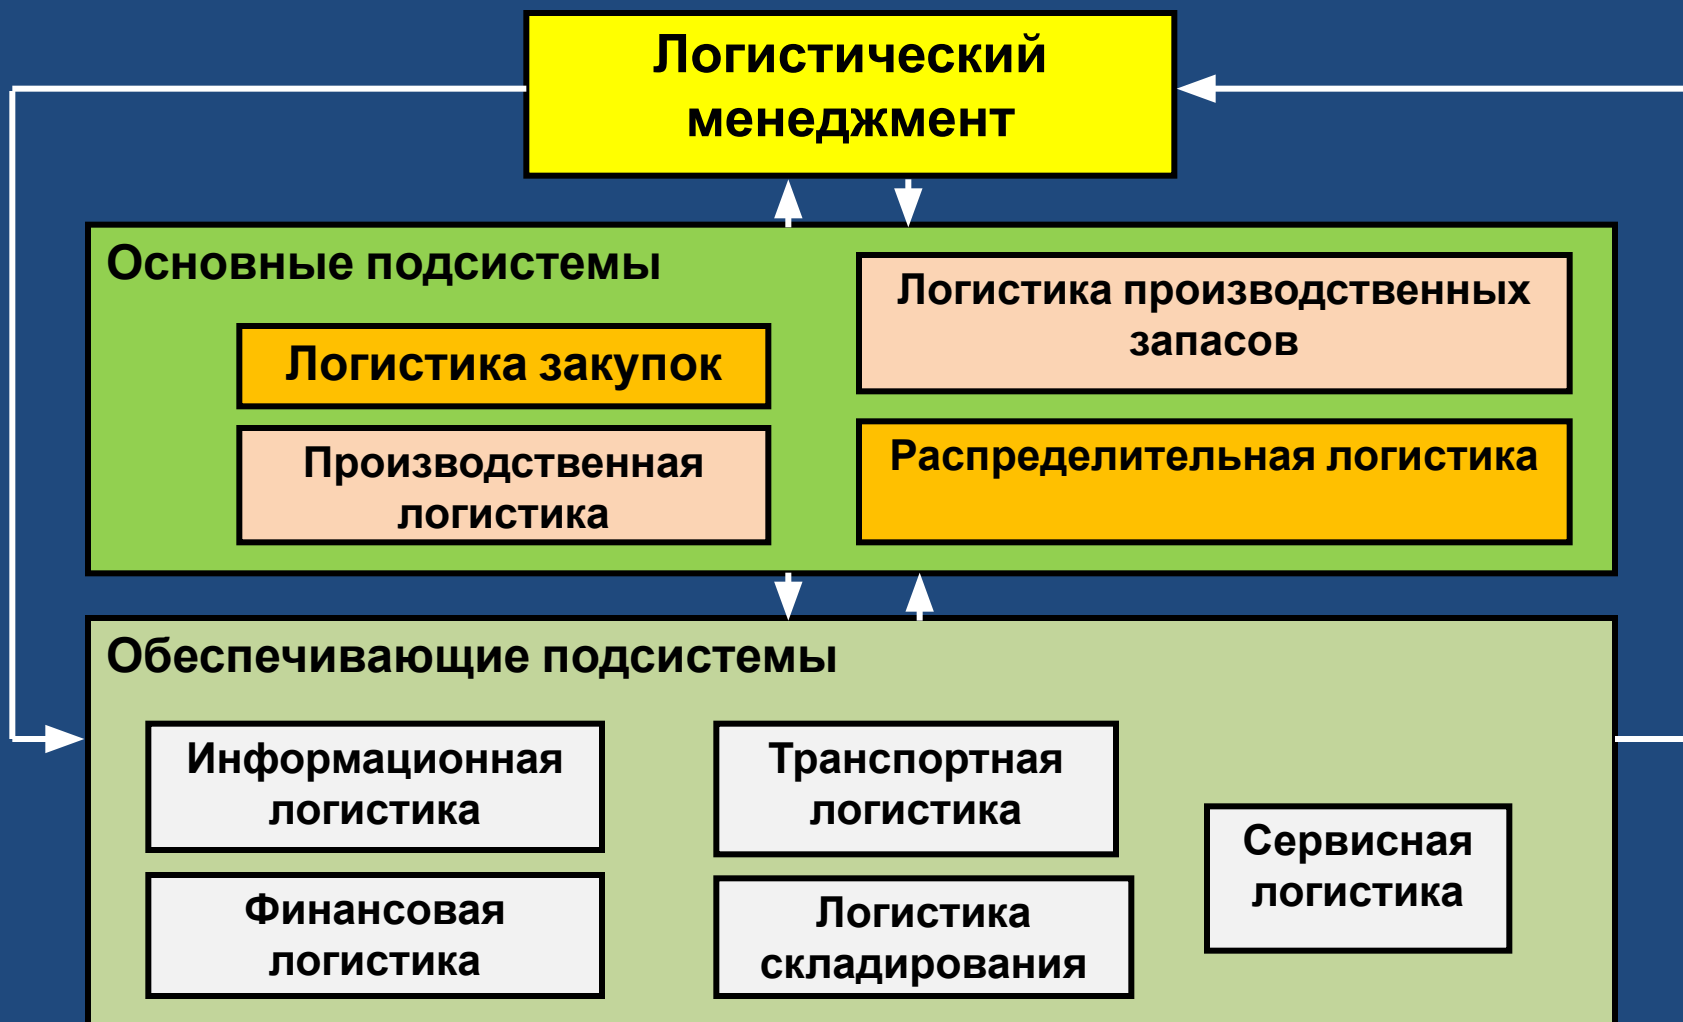 Логистический
менеджмент
Основные подсистемы
Логистика закупок
Производственная
логистика
Логистика производственных
запасов
Распределительная логистика
Обеспечивающие подсистемы
Информационная
логистика
Финансовая
логистика
Транспортная
логистика
Логистика
складирования
Сервисная
логистика